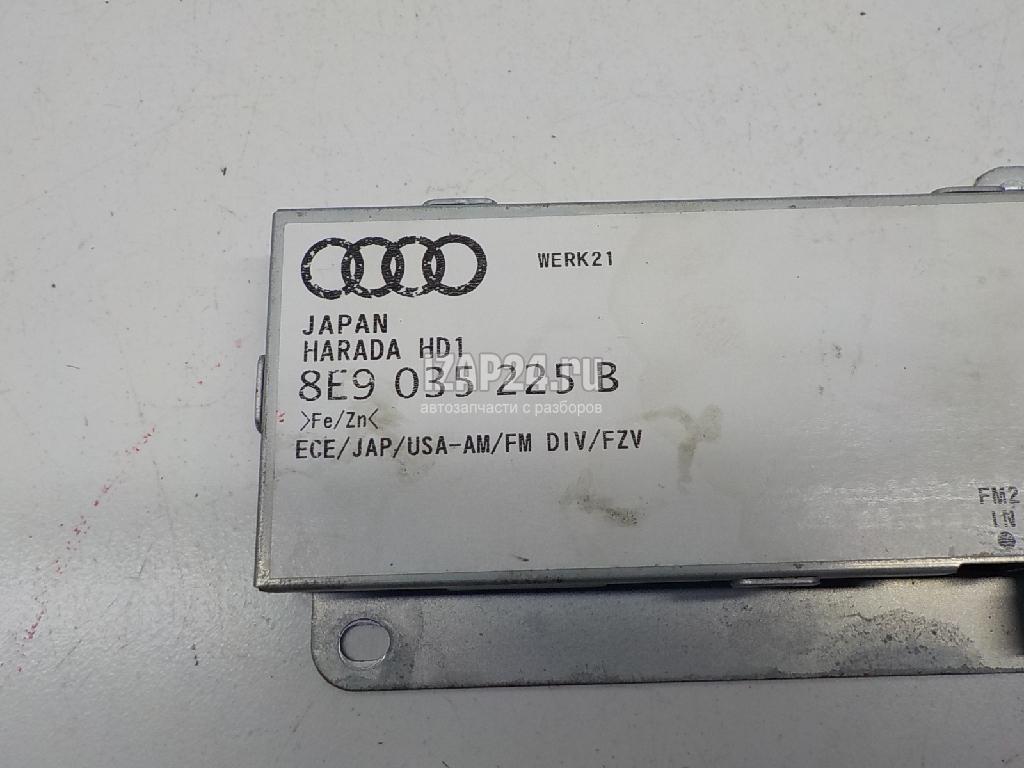 WERK21
JAPAN
HARADA HD1
8E9 035 225 B
>Fe/Zn<
ECE/JAP/USA-AM/FM DIV/FZV
FM2
IN
IZAP24.ru
автозапчасти с разборов